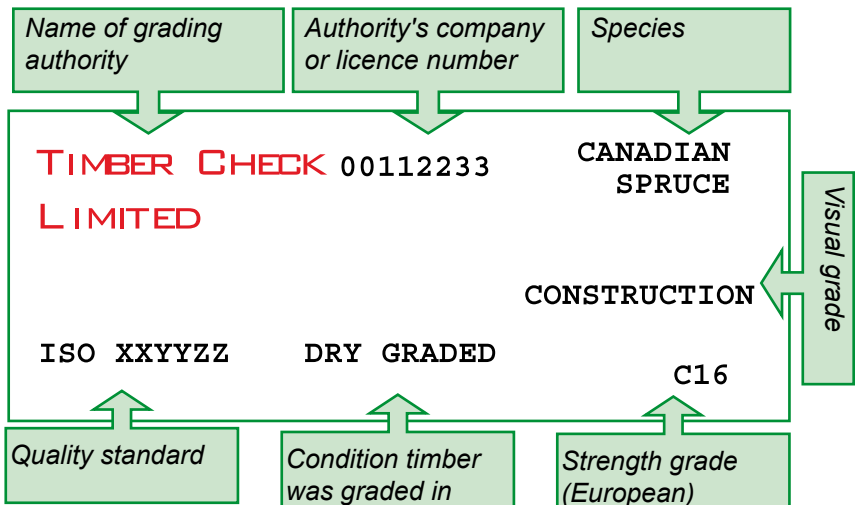 Name of grading
authority
Authority's company
or licence number
Species
TIMBER CHECK
LIMITED
00112233
CANADIAN
SPRUCE
Visual grade
CONSTRUCTION
ISO XXYYZZ
DRY GRADED
C16
Quality standard
Condition timber
was graded in
Strength grade
(European)